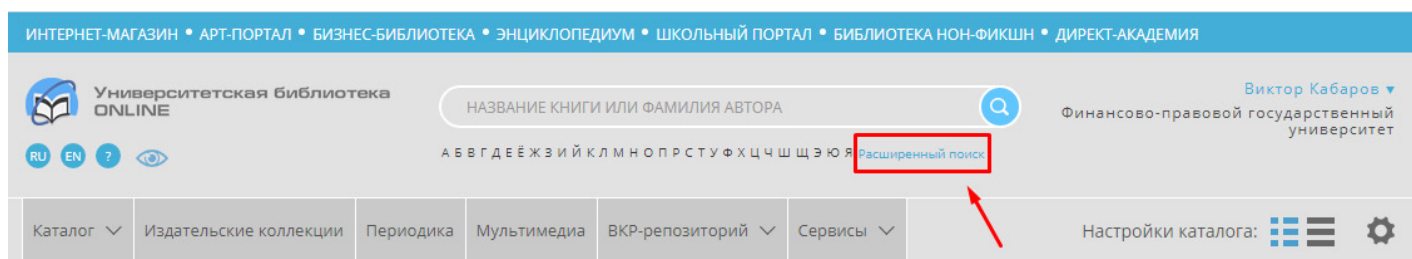 ИНТЕРНЕТ-МАГАЗИН • АРТ-ПОРТАЛ • БИЗНЕС-БИБЛИОТЕКА • ЭНЦИКЛОПЕДИУМ • ШКОЛЬНЫЙ ПОРТАЛ • БИБЛИОТЕКА НОН-ФИКШН • ДИРЕКТ-АКАДЕМИЯ
Университетская библиотека
ONLINE
НАЗВАНИЕ КНИГИ ИЛИ ФАМИЛИЯ АВТОРА
Виктор Кабаров ▾
Финансово-правовой государственный
университет
RU EN ?
А Б В Г Д Е Ё Ж З И Й К Л М Н О П Р С Т У Ф Х Ц Ч Ш Щ Э Ю Я Расширенный поиск
Каталог Издательские коллекции Периодика Мультимедиа ВКР-репозиторий Сервисы Настройки каталога: